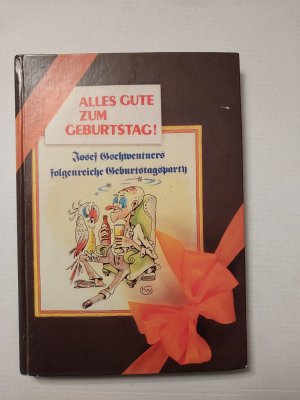 ALLES GUTE
ZUM
GEBURTSTAG!
Josef Gschwentners
folgenreiche Geburtstagsparty